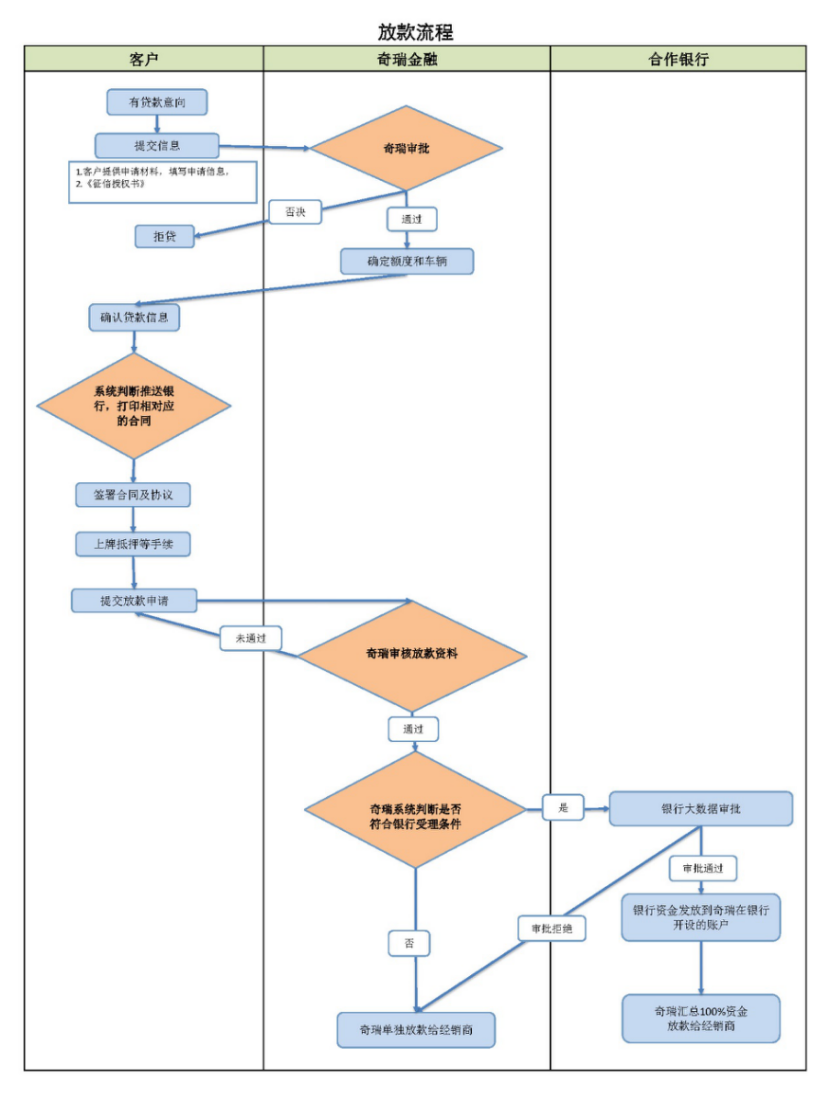 放款流程
客户
奇瑞金融
合作银行
有贷款意向
提交信息
奇瑞审批
1.客户提供申请材料，填写申请信息，
2.《征信授权书》
否决
通过
拒贷
确定额度和车辆
确认贷款信息
系统判断推送银
行，打印相对应
的合同
签署合同及协议
上牌抵押等手续
提交放款申请
未通过
奇瑞审核放款资料
通过
奇瑞系统判断是否
符合银行受理条件
是
银行大数据审批
审批通过
银行资金发放到奇瑞在银行
开设的账户
审批拒绝
否
奇瑞单独放款给经销商
奇瑞汇总100%资金
放款给经销商